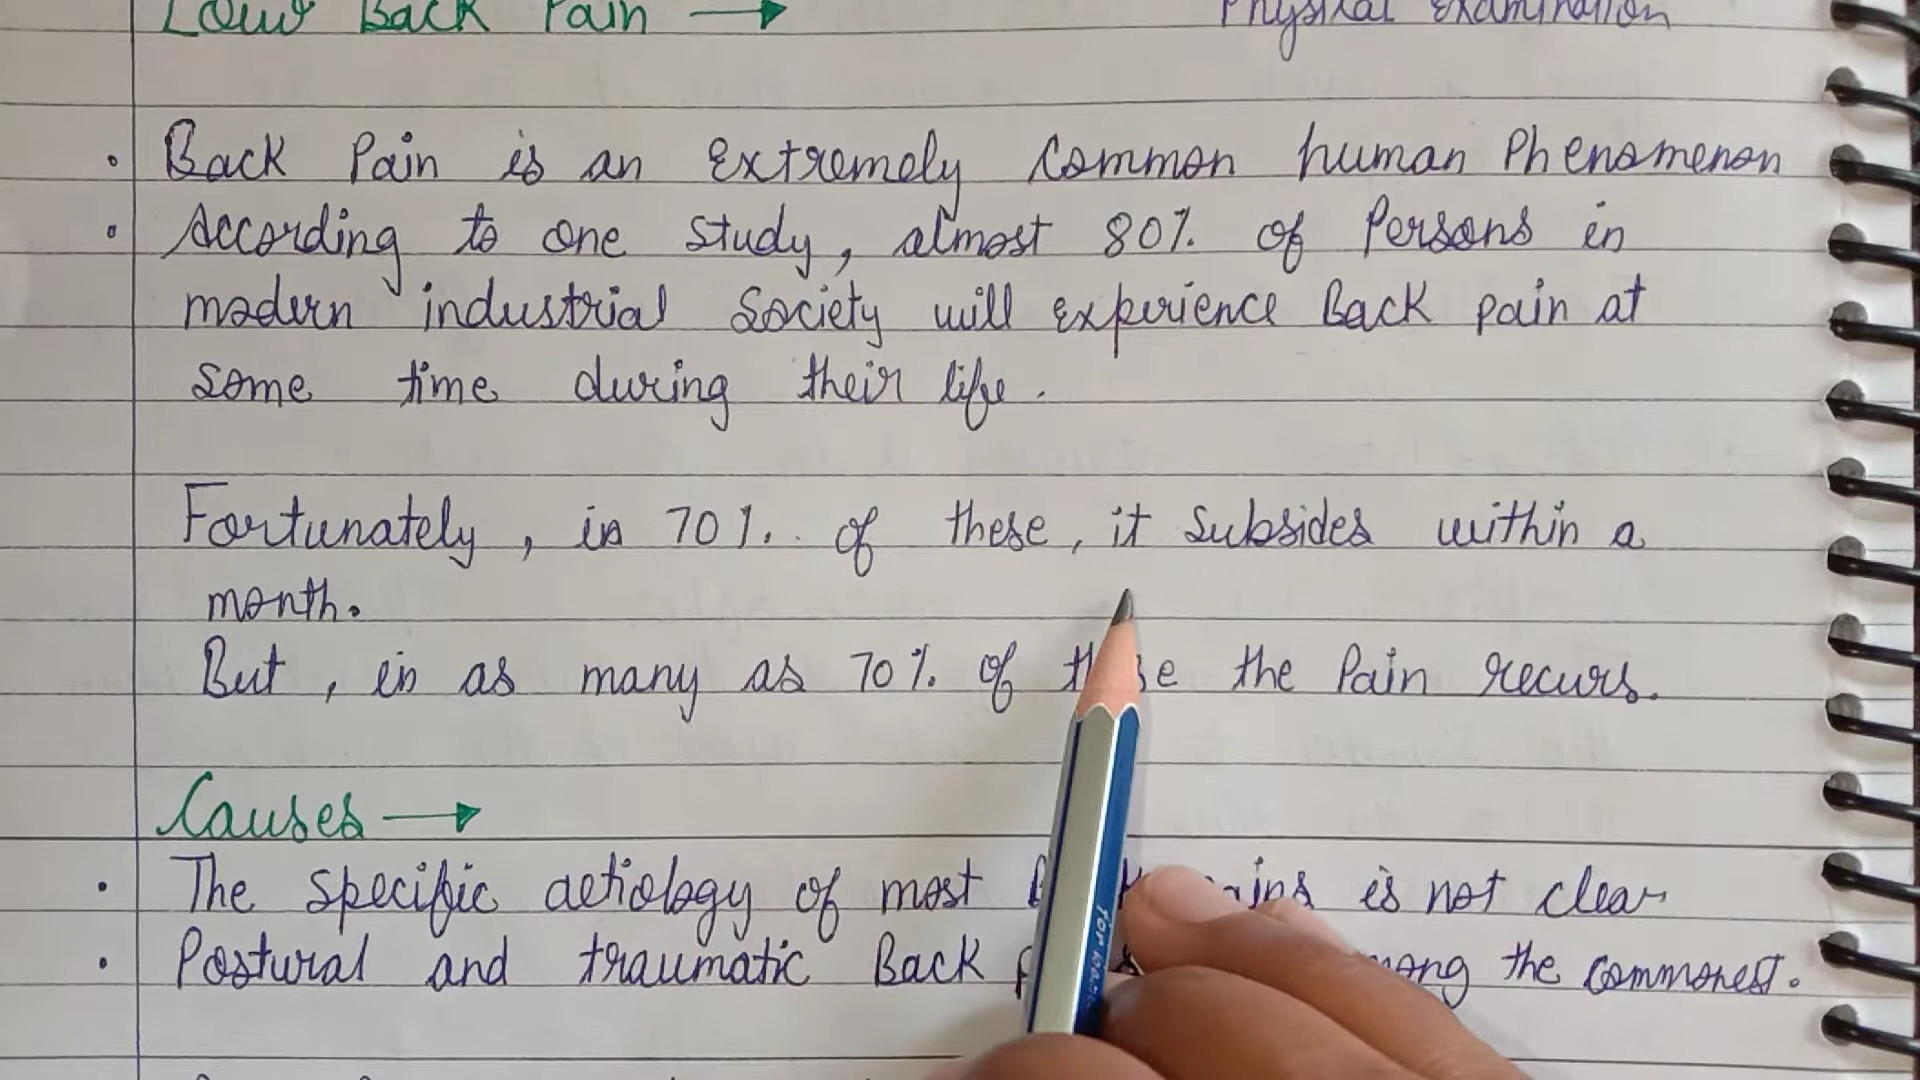 Low Back Pain → Physical Examination
• Back Pain is an Extremely Common human Phenomenon
• According to one study, almost 80% of Persons in
modern industrial Society will experience Back pain at
some time during their life.
Fortunately, in 70%. of these, it Subsides within a
month.
But, in as many as 70%. of the Pain recurs.
Causes →
• The specific aetiology of most is not clear
• Postural and traumatic Back the commonest.